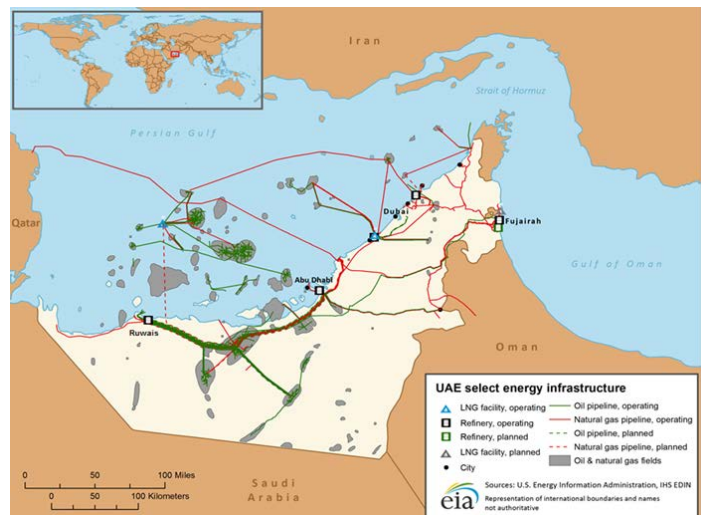 Iran
Strait of Hormuz
Persian Gulf
Qatar
Dubai
Fujairah
Gulf of Oman
Abu Dhabi
Ruwais
Oman
Saudi
Arabia
0 50 100 Miles
0 50 100 Kilometers
UAE select energy infrastructure
LNG facility, operating
Refinery, operating
Refinery, planned
LNG facility, planned
City
Oil pipeline, operating
Natural gas pipeline, operating
Oil pipeline, planned
Natural gas pipeline, planned
Oil & natural gas fields
eia
Sources: U.S. Energy Information Administration, IHS EDIN
Representation of international boundaries and names
not authoritative